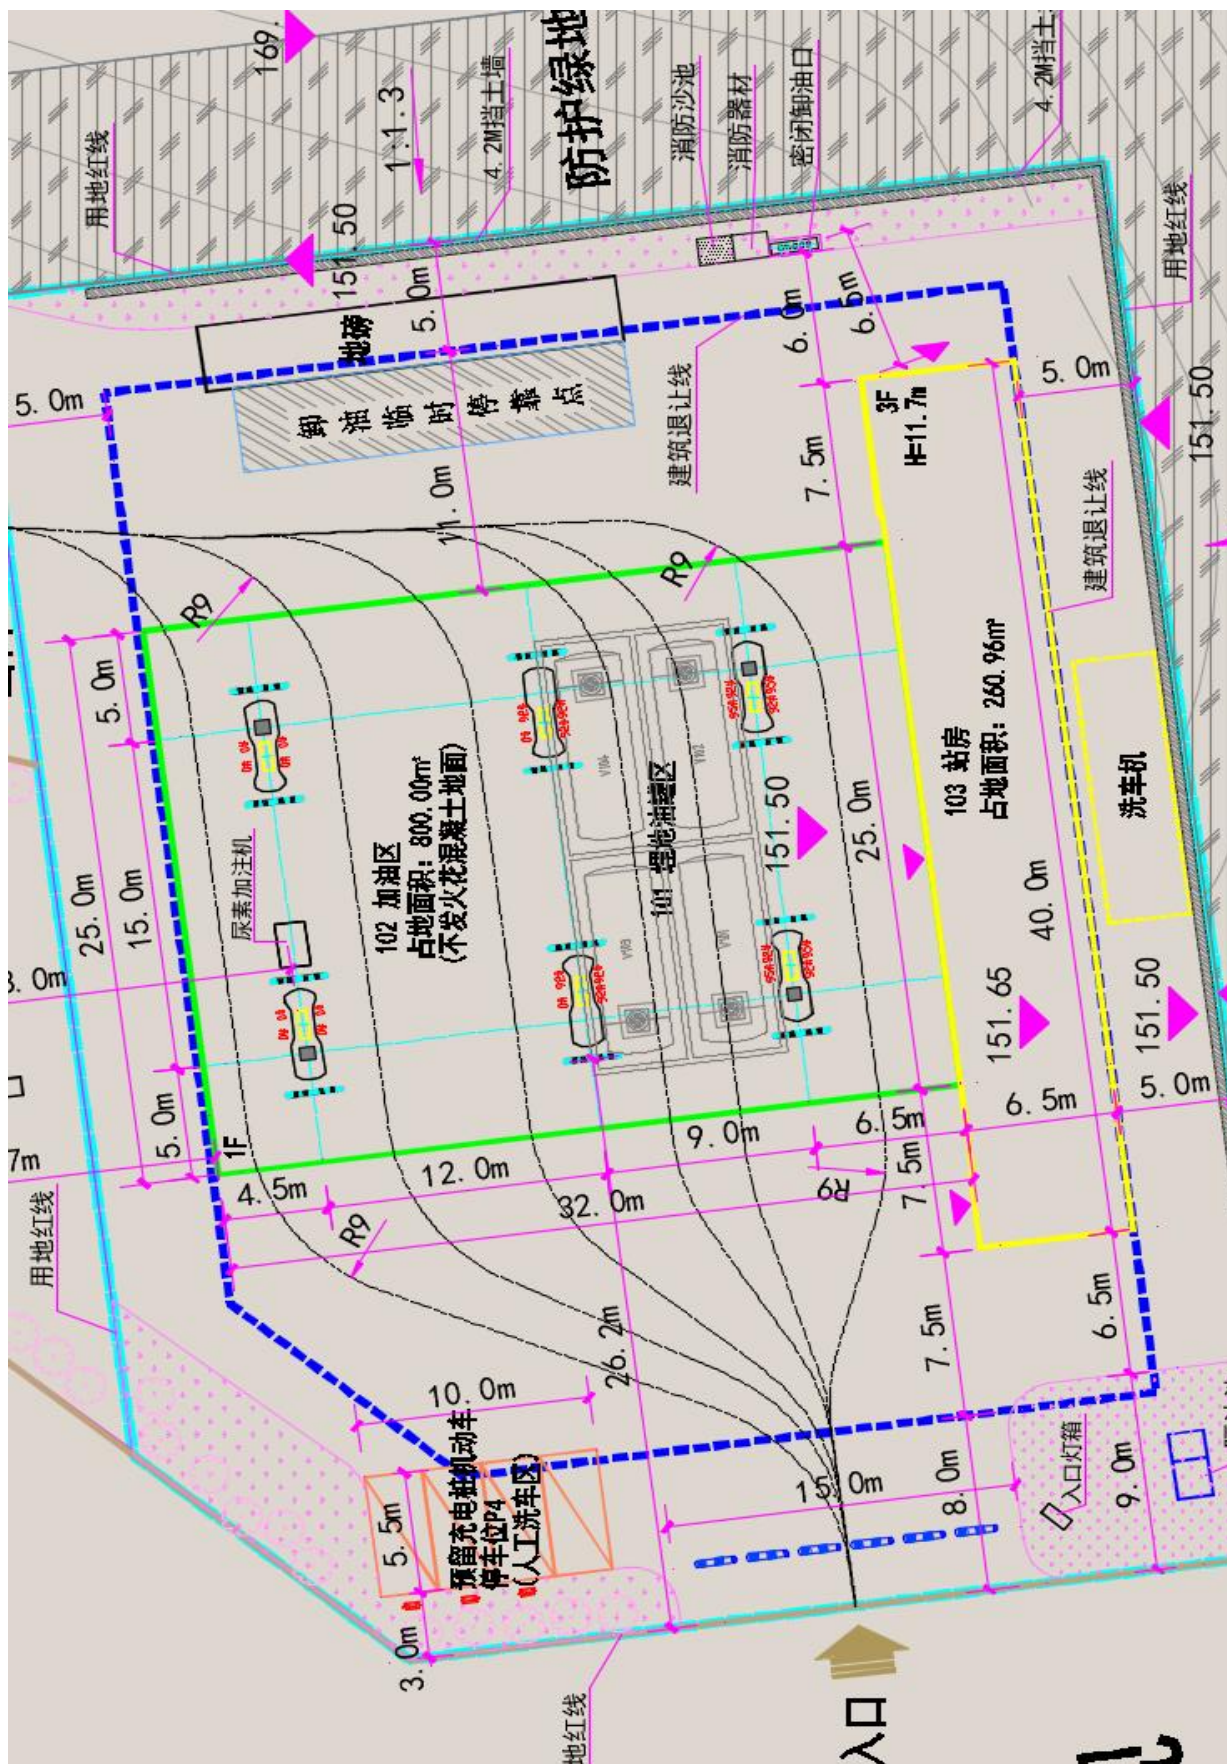 169.
1:1.3
4.2M挡土墙
防护绿地
消防沙池
消防器材
密闭卸油口
用地红线
151.50
5.0m
地磅
卸油临时停靠点
建筑退让线
6.0m
6.5m
5.0m
用地红线
151.50
11.0m
7.5m
3F
H=11.7m
建筑退让线
R9
R9
5.0m
25.0m
15.0m
5.0m
尿素加注机
102 加油区
占地面积: 800.00m²
(不发火花混凝土地面)
101 埋地油罐区
151.50
25.0m
103 站房
占地面积: 260.96m²
40.0m
洗车机
151.65
151.50
7m
1F
用地红线
4.5m
12.0m
9.0m
6.5m
6.5m
5.0m
32.0m
7.5m
R9
R9
26.2m
7.5m
6.5m
10.0m
预留充电桩机动车
停车位P4
(人工洗车区)
5.5m
3.0m
15.0m
8.0m
入口灯箱
9.0m
地红线
入口
5.0m